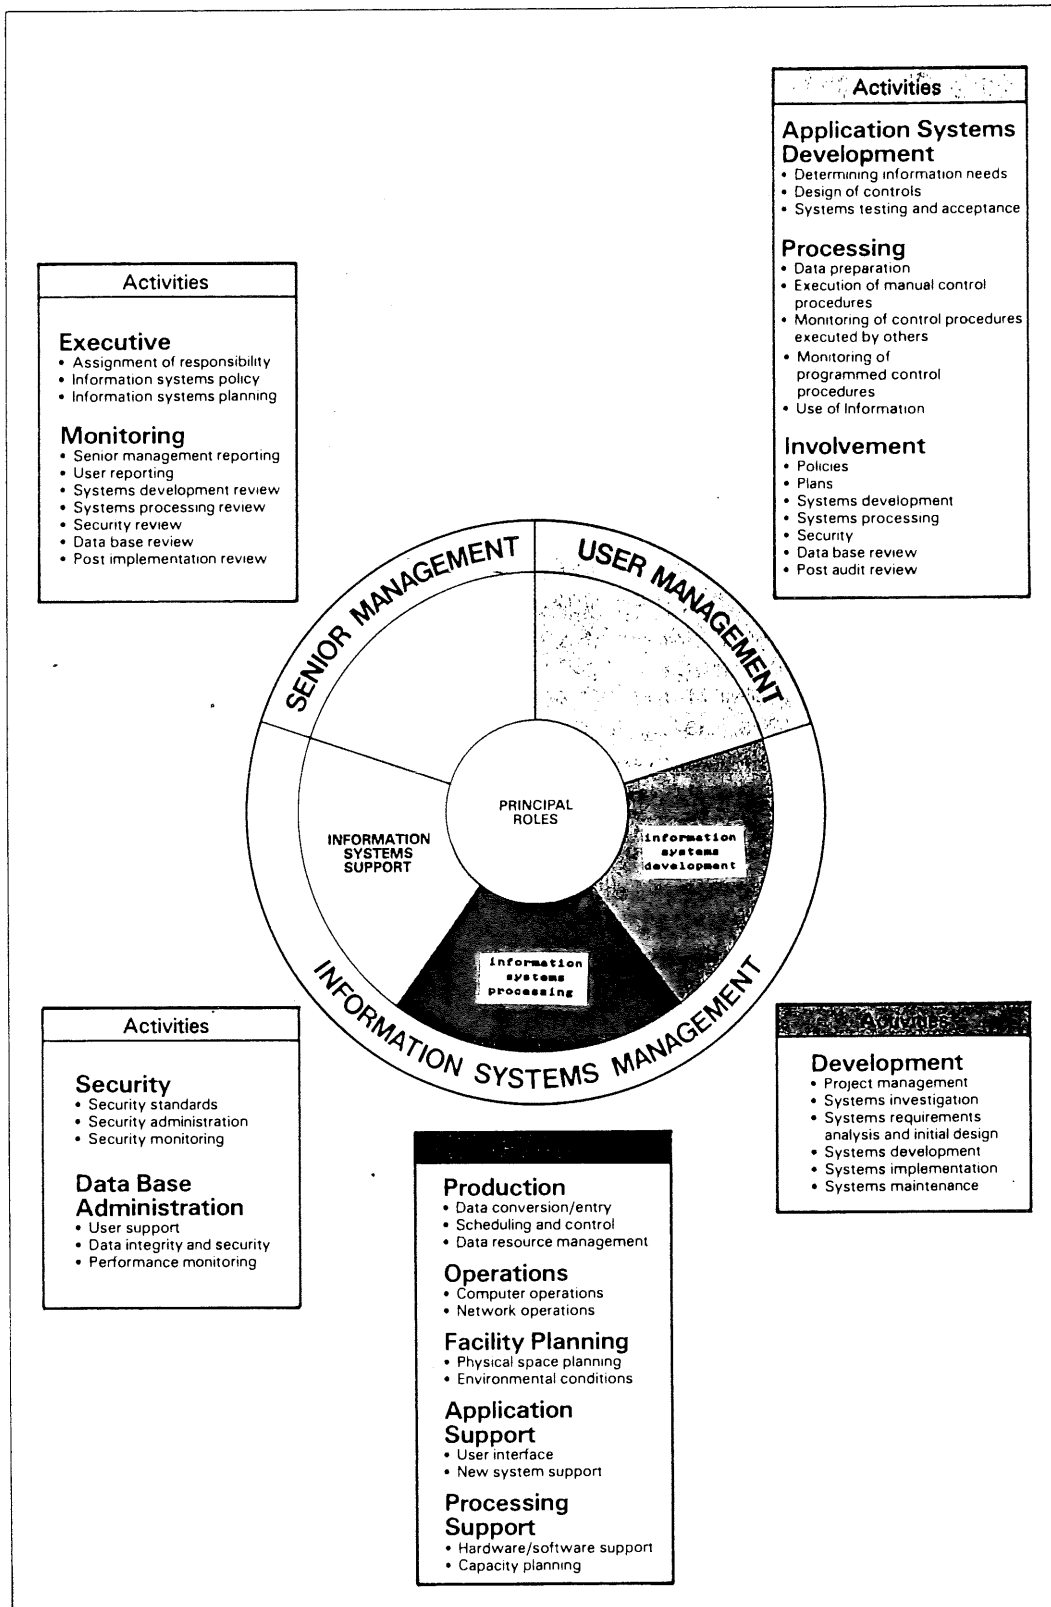 Activities
Executive
• Assignment of responsibility
• Information systems policy
• Information systems planning
Monitoring
• Senior management reporting
• User reporting
• Systems development review
• Systems processing review
• Security review
• Data base review
• Post implementation review
Activities
Application Systems
Development
• Determining information needs
• Design of controls
• Systems testing and acceptance
Processing
• Data preparation
• Execution of manual control
procedures
• Monitoring of control procedures
executed by others
• Monitoring of
programmed control
procedures
• Use of Information
Involvement
• Policies
• Plans
• Systems development
• Systems processing
• Security
• Data base review
• Post audit review
SENIOR MANAGEMENT
USER MANAGEMENT
PRINCIPAL
ROLES
INFORMATION
SYSTEMS
SUPPORT
information
systems
development
information
systems
processing
INFORMATION SYSTEMS MANAGEMENT
Activities
Security
• Security standards
• Security administration
• Security monitoring
Data Base
Administration
• User support
• Data integrity and security
• Performance monitoring
Production
• Data conversion/entry
• Scheduling and control
• Data resource management
Operations
• Computer operations
• Network operations
Facility Planning
• Physical space planning
• Environmental conditions
Application
Support
• User interface
• New system support
Processing
Support
• Hardware/software support
• Capacity planning
Activities
Development
• Project management
• Systems investigation
• Systems requirements
analysis and initial design
• Systems development
• Systems implementation
• Systems maintenance